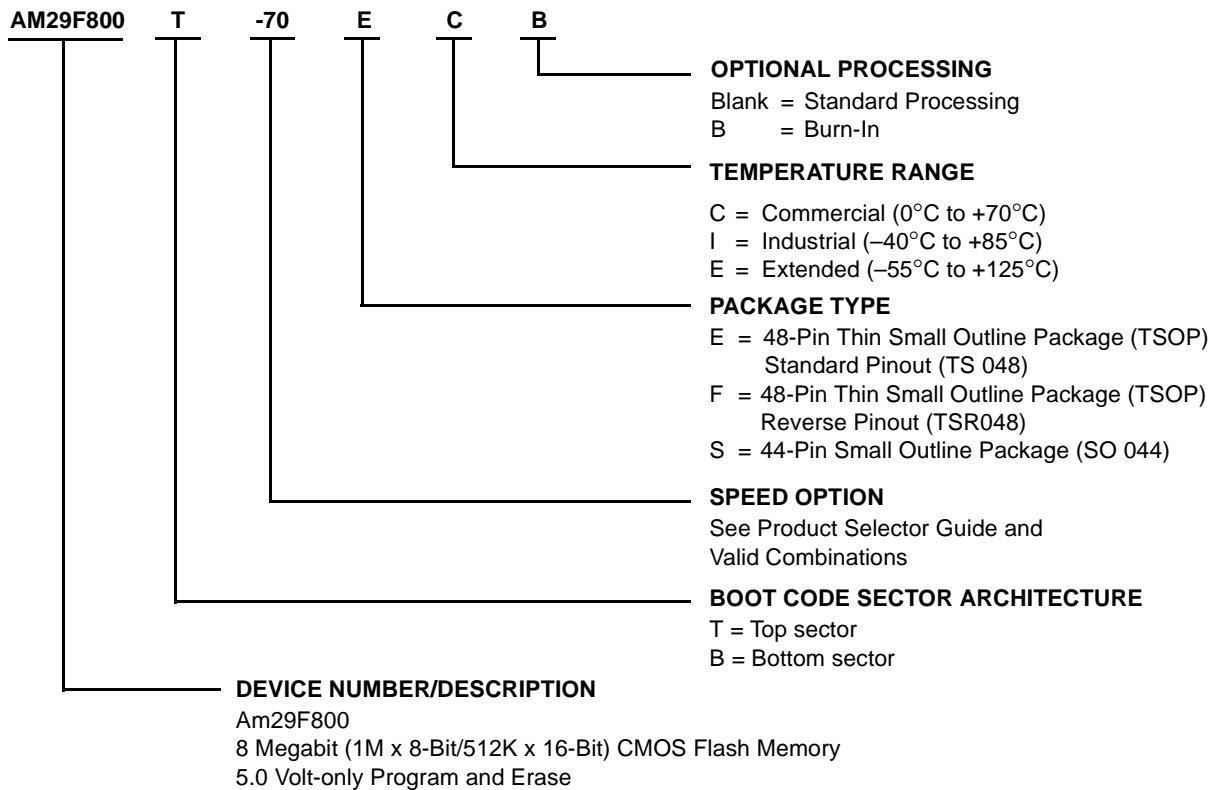 AM29F800 T -70 E C B
OPTIONAL PROCESSING
Blank = Standard Processing
B = Burn-In
TEMPERATURE RANGE
C = Commercial (0°C to +70°C)
I = Industrial (–40°C to +85°C)
E = Extended (–55°C to +125°C)
PACKAGE TYPE
E = 48-Pin Thin Small Outline Package (TSOP)
Standard Pinout (TS 048)
F = 48-Pin Thin Small Outline Package (TSOP)
Reverse Pinout (TSR048)
S = 44-Pin Small Outline Package (SO 044)
SPEED OPTION
See Product Selector Guide and
Valid Combinations
BOOT CODE SECTOR ARCHITECTURE
T = Top sector
B = Bottom sector
DEVICE NUMBER/DESCRIPTION
Am29F800
8 Megabit (1M x 8-Bit/512K x 16-Bit) CMOS Flash Memory
5.0 Volt-only Program and Erase